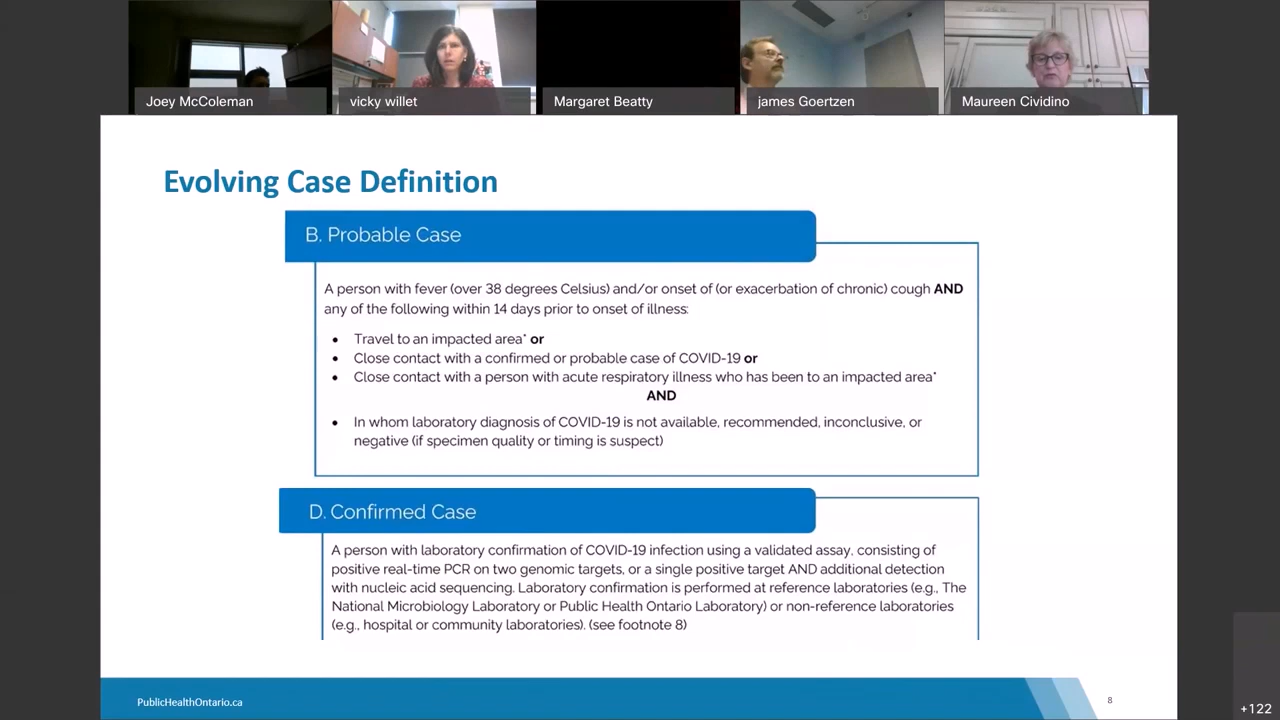 Joey McColeman
vicky willet
Margaret Beatty
james Goertzen
Maureen Cividino
Evolving Case Definition
B. Probable Case
A person with fever (over 38 degrees Celsius) and/or onset of (or exacerbation of chronic) cough AND
any of the following within 14 days prior to onset of illness:
• Travel to an impacted area* or
• Close contact with a confirmed or probable case of COVID-19 or
• Close contact with a person with acute respiratory illness who has been to an impacted area*
AND
• In whom laboratory diagnosis of COVID-19 is not available, recommended, inconclusive, or
negative (if specimen quality or timing is suspect)
D. Confirmed Case
A person with laboratory confirmation of COVID-19 infection using a validated assay, consisting of
positive real-time PCR on two genomic targets, or a single positive target AND additional detection
with nucleic acid sequencing. Laboratory confirmation is performed at reference laboratories (e.g., The
National Microbiology Laboratory or Public Health Ontario Laboratory) or non-reference laboratories
(e.g., hospital or community laboratories). (see footnote 8)
PublicHealthOntario.ca
8
+122